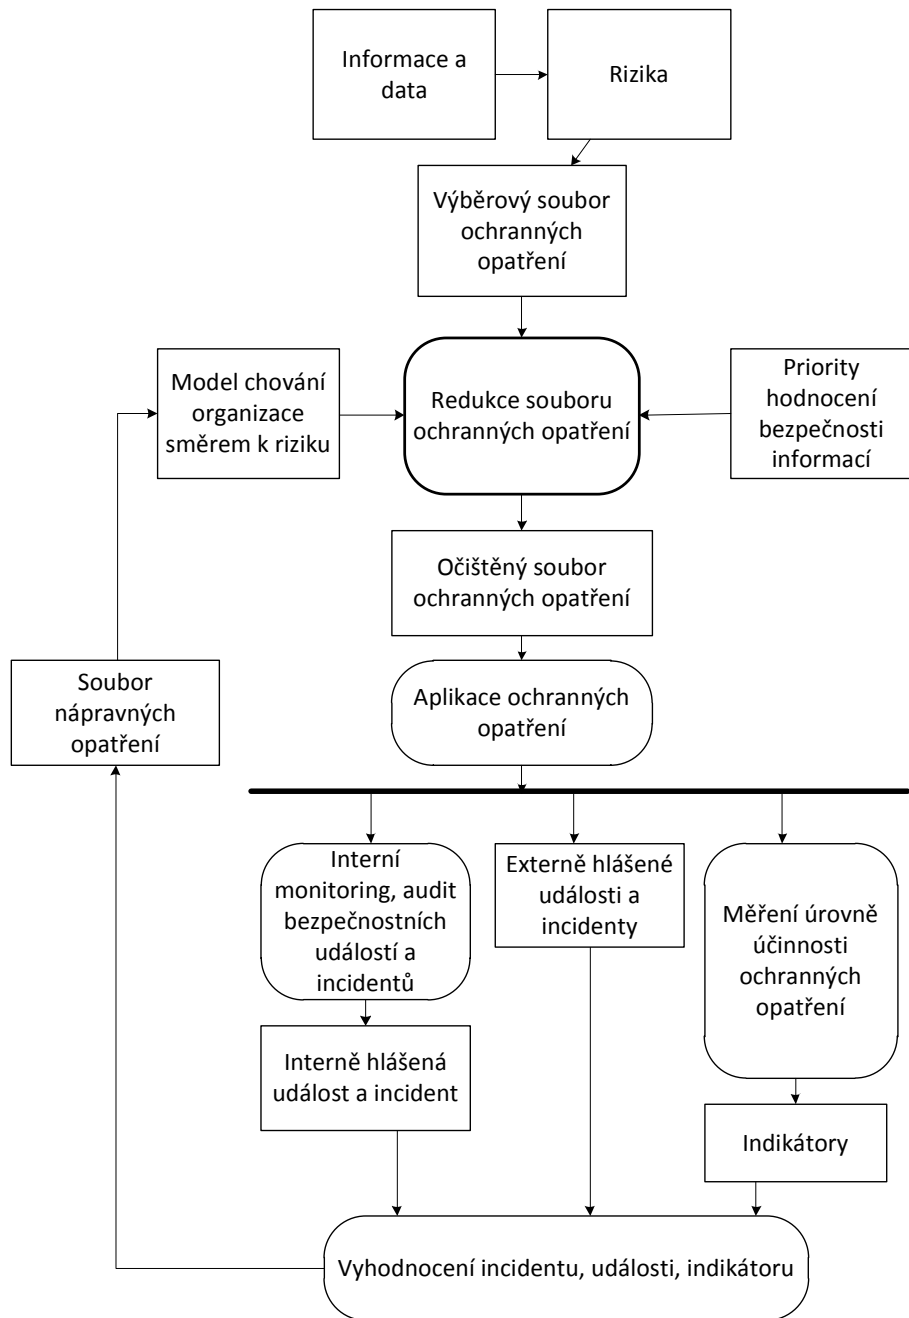 Informace a
data
Rizika
Výběrový soubor
ochranných
opatření
Model chování
organizace
směrem k riziku
Redukce souboru
ochranných opatření
Priority
hodnocení
bezpečnosti
informací
Očištěný soubor
ochranných opatření
Soubor
nápravných
opatření
Aplikace ochranných
opatření
Interní
monitoring, audit
bezpečnostních
událostí a
incidentů
Externě hlášené
události a
incidenty
Měření úrovně
účinnosti
ochranných
opatření
Interně hlášená
událost a incident
Indikátory
Vyhodnocení incidentu, události, indikátoru